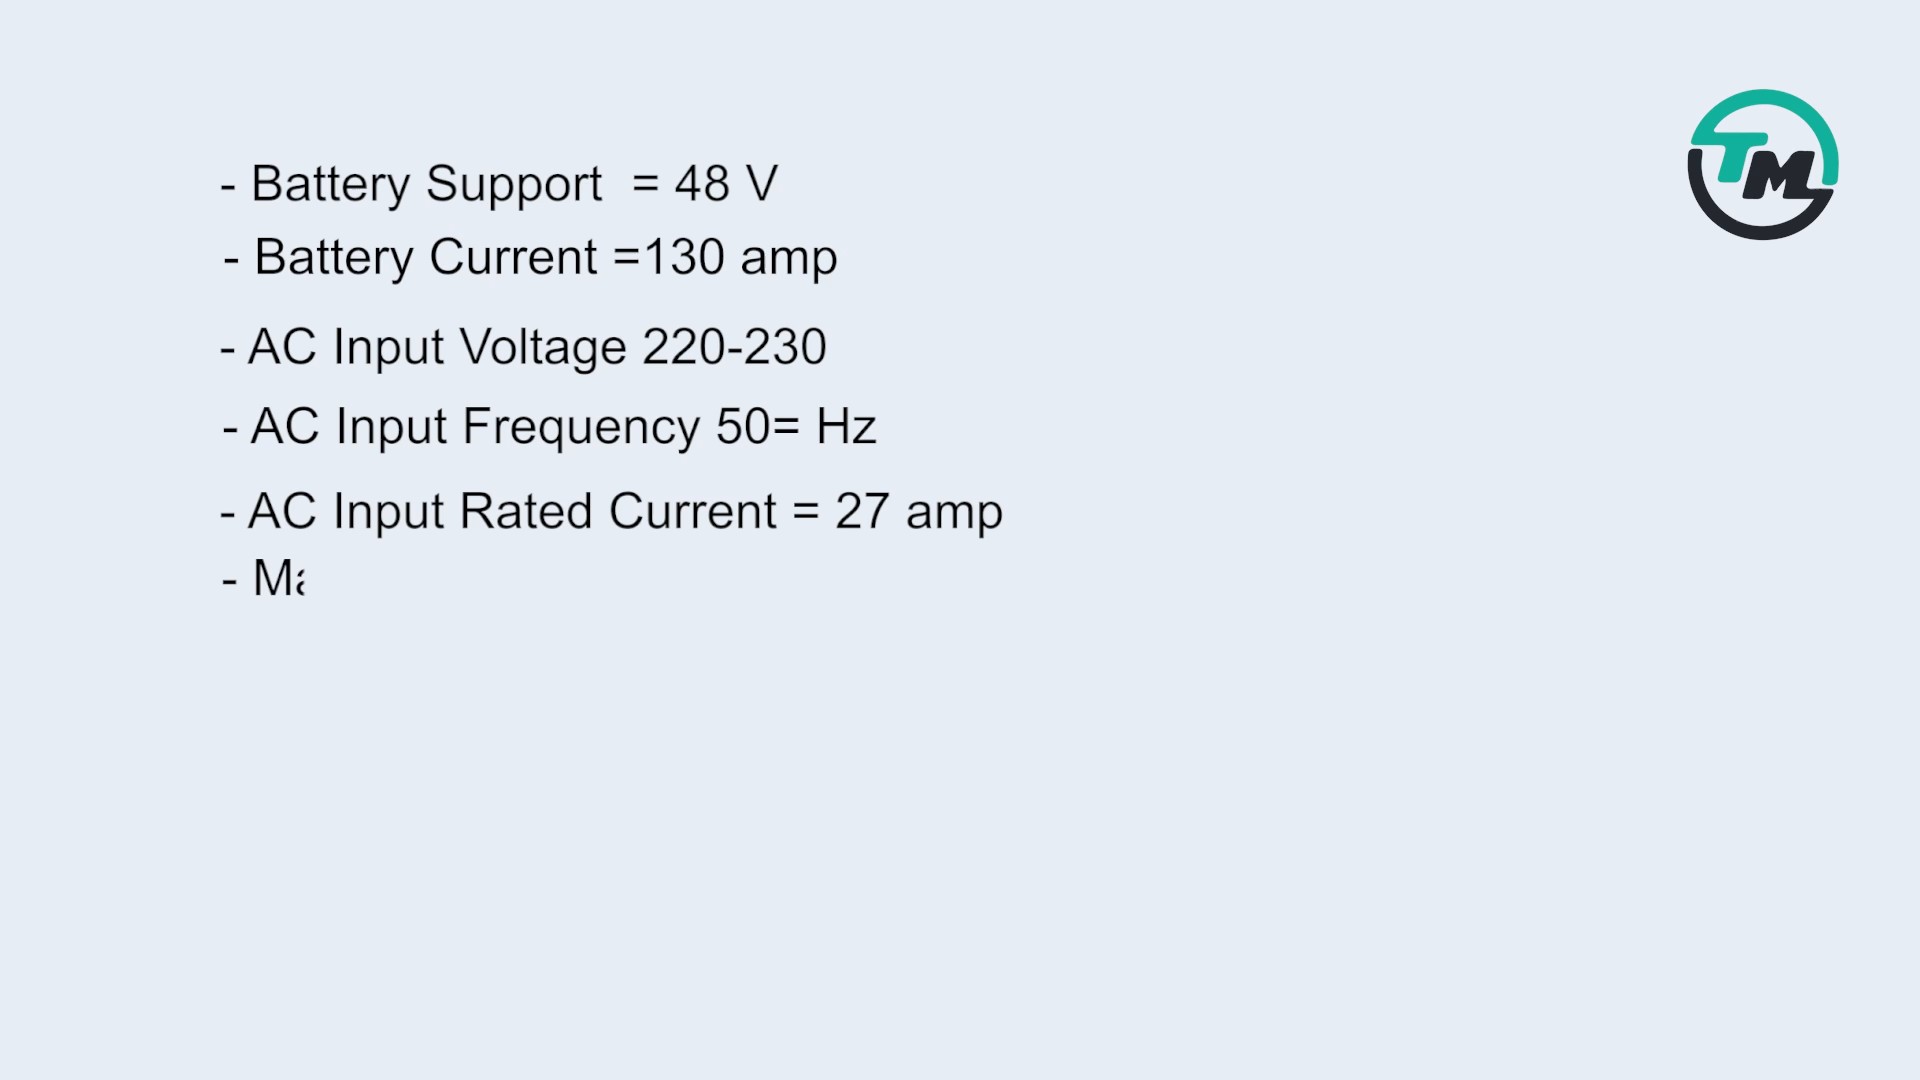 - Battery Support  = 48 V
TM
- Battery Current =130 amp
- AC Input Voltage 220-230
- AC Input Frequency 50= Hz
- AC Input Rated Current = 27 amp